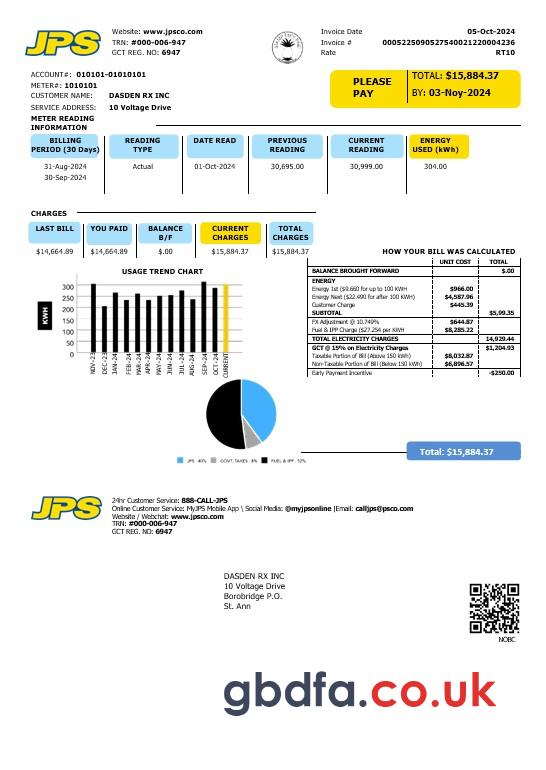 JPS
Website: www.jpsco.com
TRN: #000-006-947
GCT REG. NO: 6947
Invoice Date 05-Oct-2024
Invoice # 00052250905275400212200042​36
Rate RT10
ACCOUNT#: 010101-01010101
METER#: 1010101
CUSTOMER NAME: DASDEN RX INC
SERVICE ADDRESS: 10 Voltage Drive
PLEASE PAY
TOTAL: $15,884.37
BY: 03-Nov-2024
METER READING
INFORMATION
BILLING PERIOD (30 Days) READING TYPE DATE READ PREVIOUS READING CURRENT READING ENERGY USED (kWh)
31-Aug-2024 Actual 01-Oct-2024 30,695.00 30,999.00 304.00
30-Sep-2024
CHARGES
LAST BILL YOU PAID BALANCE B/F CURRENT CHARGES TOTAL CHARGES
$14,664.89 $14,664.89 $.00 $15,884.37 $15,884.37
HOW YOUR BILL WAS CALCULATED
UNIT COST TOTAL
BALANCE BROUGHT FORWARD $.00
ENERGY
Energy 1st ($9.660 for up to 100 KWH $966.00
Energy Next ($22.490 for after 100 KWH) $4,587.96
Customer Charge $445.39
SUBTOTAL $5,99.35
FX Adjustment @ 10.749% $644.87
Fuel & IPP Charge ($27.254 per KWH $8,285.22
TOTAL ELECTRICITY CHARGES 14,929.44
GCT @ 15% on Electricity Charges $1,204.93
Taxable Portion of Bill (Above 150 kWh) $8,032.87
Non-Taxable Portion of Bill (Below 150 kWh) $6,896.57
Early Payment Incentive -$250.00
USAGE TREND CHART
KWH
300
250
200
150
100
50
0
NOV-23 DEC-23 JAN-24 FEB-24 MAR-24 APR-24 MAY-24 JUN-24 JUL-24 AUG-24 SEP-24 OCT-24 CURRENT
JPS 40% GOVT. TAXES 8% FUEL & IPP. 52%
Total: $15,884.37
JPS
24hr Customer Service: 888-CALL-JPS
Online Customer Service: MyJPS Mobile App \ Social Media: @myjpsonline |Email: calljps@psco.com
Website / Webchat: www.jpsco.com
TRN: #000-006-947
GCT REG. NO: 6947
DASDEN RX INC
10 Voltage Drive
Borobridge P.O.
St. Ann
NOBC
gbdfa.co.uk